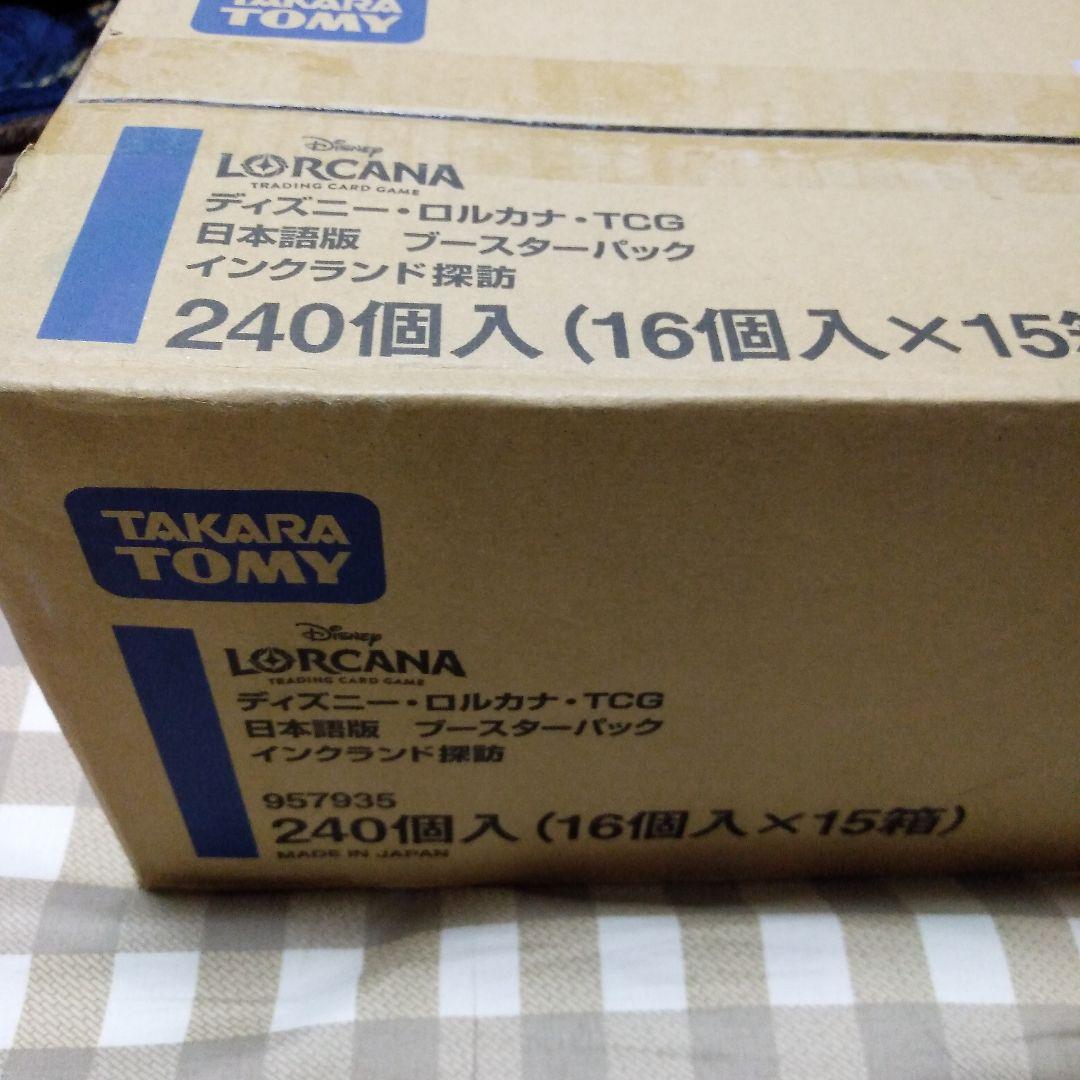 TAKARA
TOMY
Disney
LORCANA
TRADING CARD GAME
ディズニー・ロルカナ・TCG
日本語版 ブースターパック
インクランド探訪
240個入(16個入×15箱
TAKARA
TOMY
Disney
LORCANA
TRADING CARD GAME
ディズニー・ロルカナ・TCG
日本語版 ブースターパック
インクランド探訪
957935
240個入(16個入×15箱)
MADE IN JAPAN